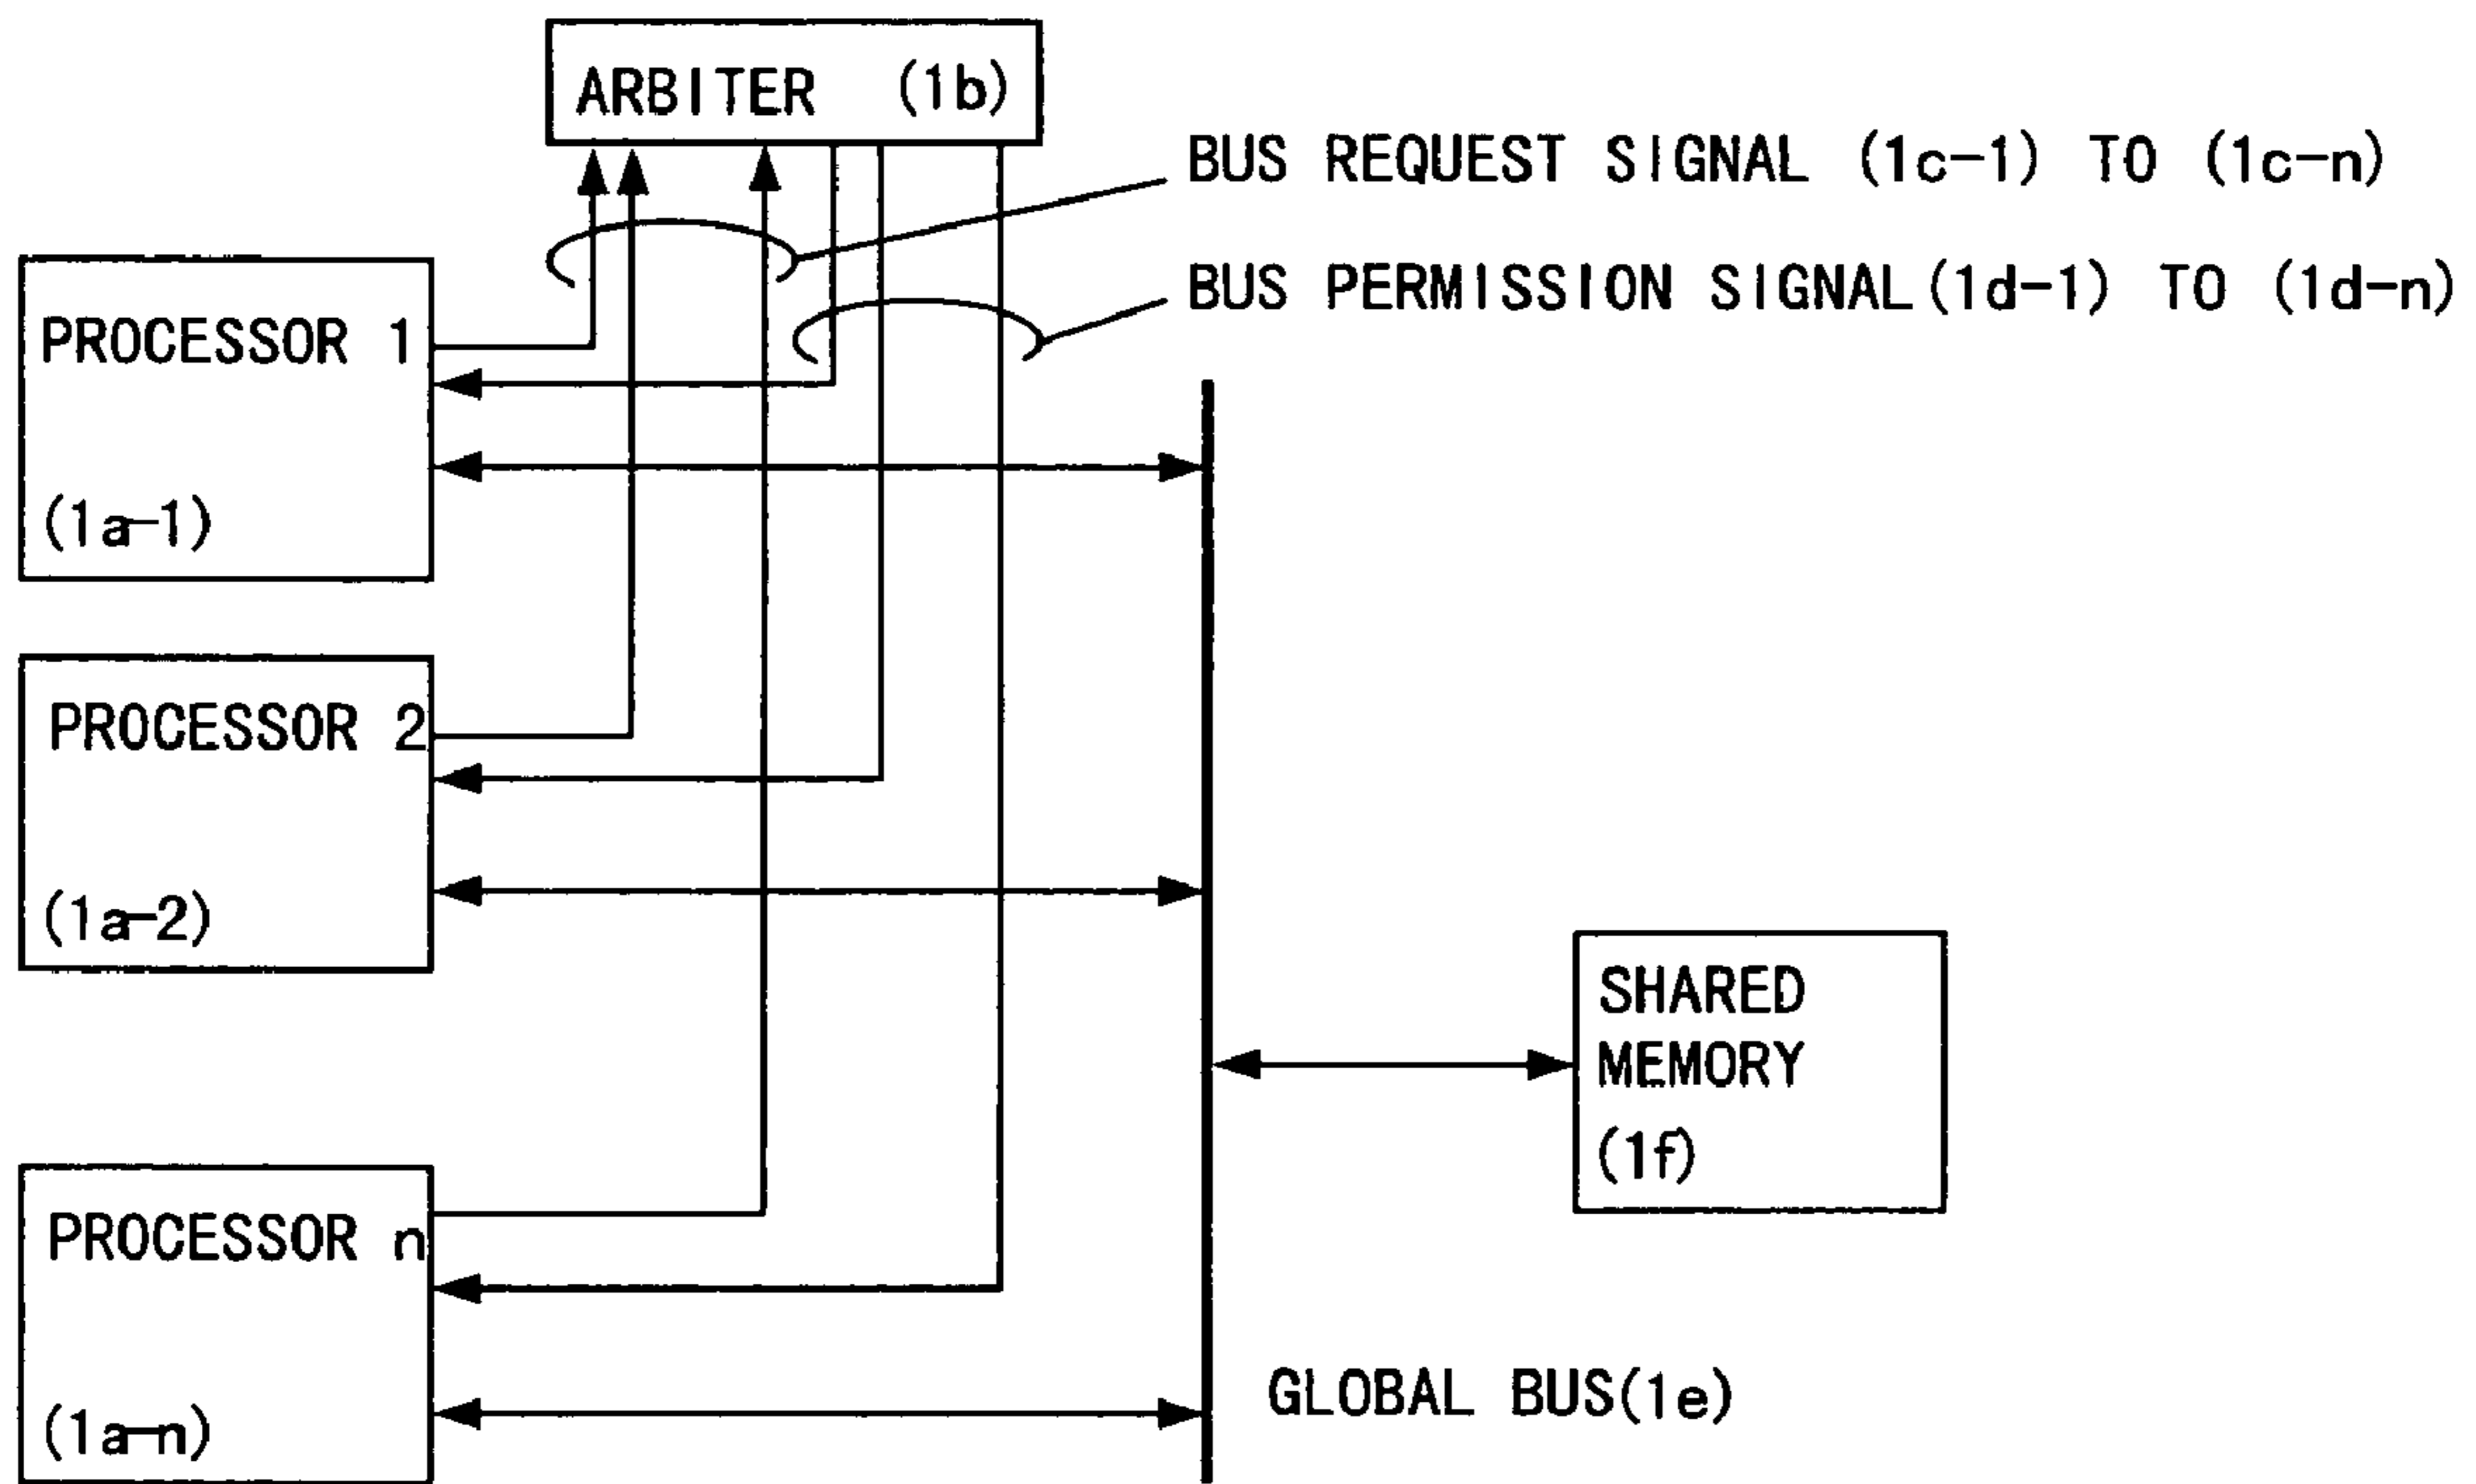 ARBITER (1b)
BUS REQUEST SIGNAL (1c-1) TO (1c-n)
BUS PERMISSION SIGNAL(1d-1) TO (1d-n)
PROCESSOR 1
(1a-1)
PROCESSOR 2
(1a-2)
SHARED
MEMORY
(1f)
PROCESSOR n
(1a-n)
GLOBAL BUS(1e)